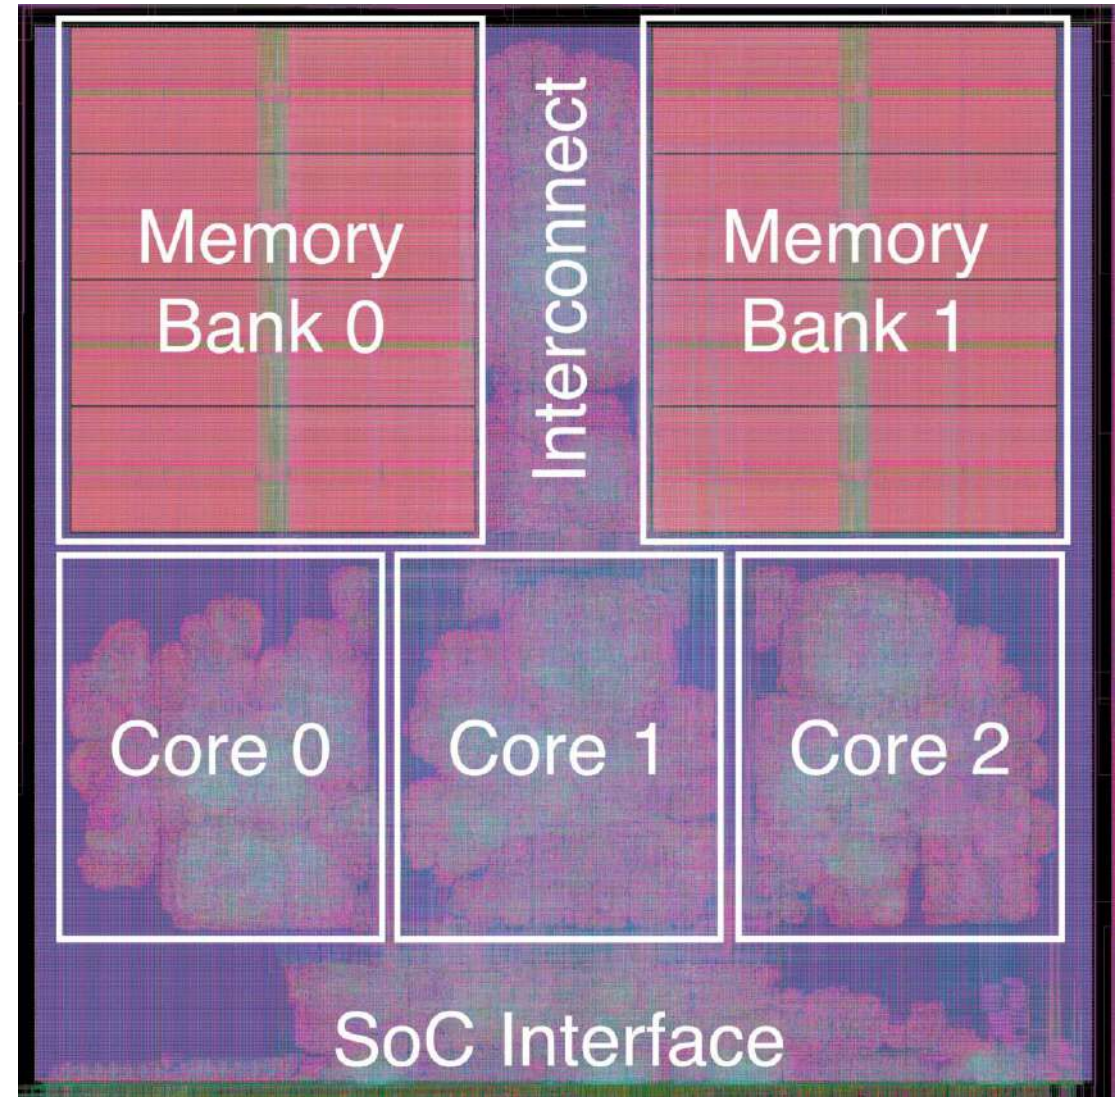 Memory
Bank 0
Interconnect
Memory
Bank 1
Core 0
Core 1
Core 2
SoC Interface